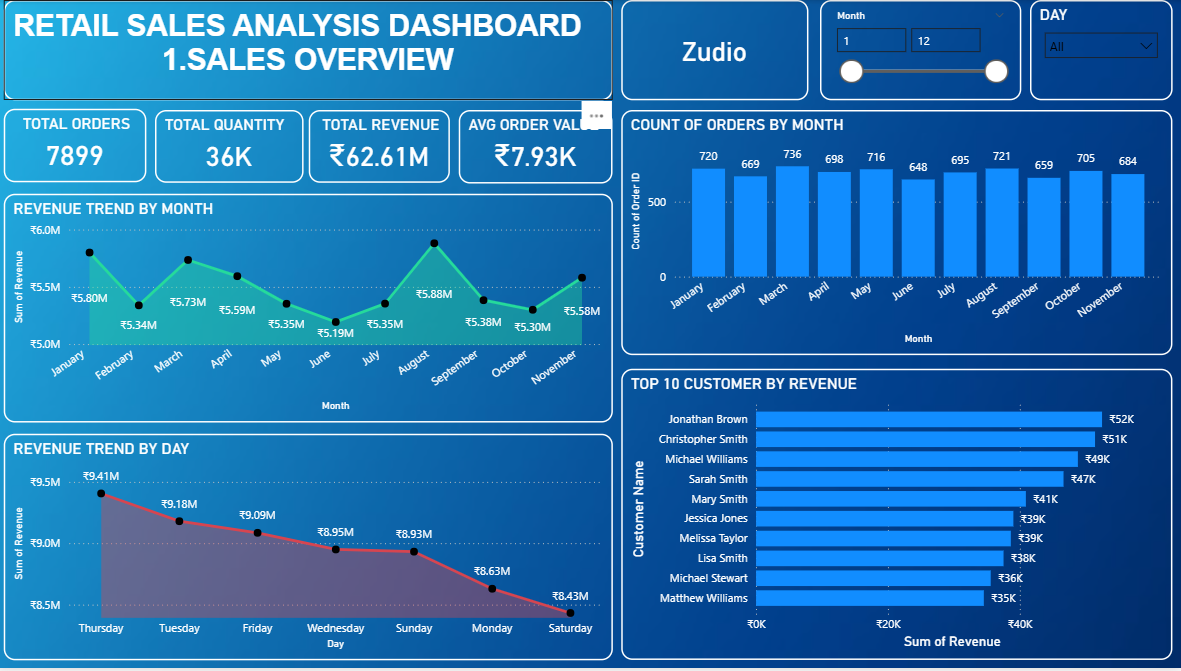 RETAIL SALES ANALYSIS DASHBOARD
1.SALES OVERVIEW
Zudio
Month
1
12
DAY
All
TOTAL ORDERS
7899
TOTAL QUANTITY
36K
TOTAL REVENUE
₹62.61M
AVG ORDER VALUE
₹7.93K
REVENUE TREND BY MONTH
Sum of Revenue
₹6.0M
₹5.5M
₹5.0M
₹5.80M
₹5.34M
₹5.73M
₹5.59M
₹5.35M
₹5.19M
₹5.35M
₹5.88M
₹5.38M
₹5.30M
₹5.58M
January
February
March
April
May
June
July
August
September
October
November
Month
REVENUE TREND BY DAY
Sum of Revenue
₹9.5M
₹9.0M
₹8.5M
₹9.41M
₹9.18M
₹9.09M
₹8.95M
₹8.93M
₹8.63M
₹8.43M
Thursday
Tuesday
Friday
Wednesday
Sunday
Monday
Saturday
Day
COUNT OF ORDERS BY MONTH
Count of Order ID
500
0
720
669
736
698
716
648
695
721
659
705
684
January
February
March
April
May
June
July
August
September
October
November
Month
TOP 10 CUSTOMER BY REVENUE
Customer Name
Jonathan Brown ₹52K
Christopher Smith ₹51K
Michael Williams ₹49K
Sarah Smith ₹47K
Mary Smith ₹41K
Jessica Jones ₹39K
Melissa Taylor ₹39K
Lisa Smith ₹38K
Michael Stewart ₹36K
Matthew Williams ₹35K
₹0K
₹20K
₹40K
Sum of Revenue